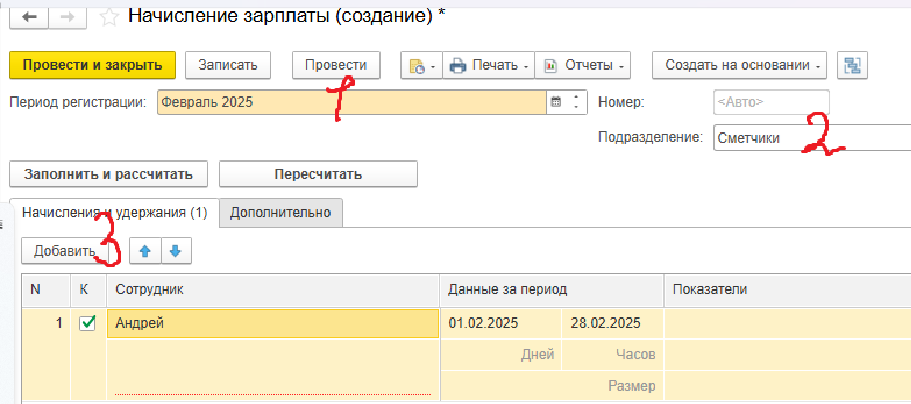 Начисление зарплаты (создание) *
Провести и закрыть Записать Провести Печать Отчеты Создать на основании
Период регистрации: Февраль 2025 1 Номер: <Авто>
Подразделение: Сметчики 2
Заполнить и рассчитать Пересчитать
Начисления и удержания (1) Дополнительно
Добавить 3
N К Сотрудник Данные за период Показатели
1 Андрей 01.02.2025 28.02.2025
Дней Часов
Размер